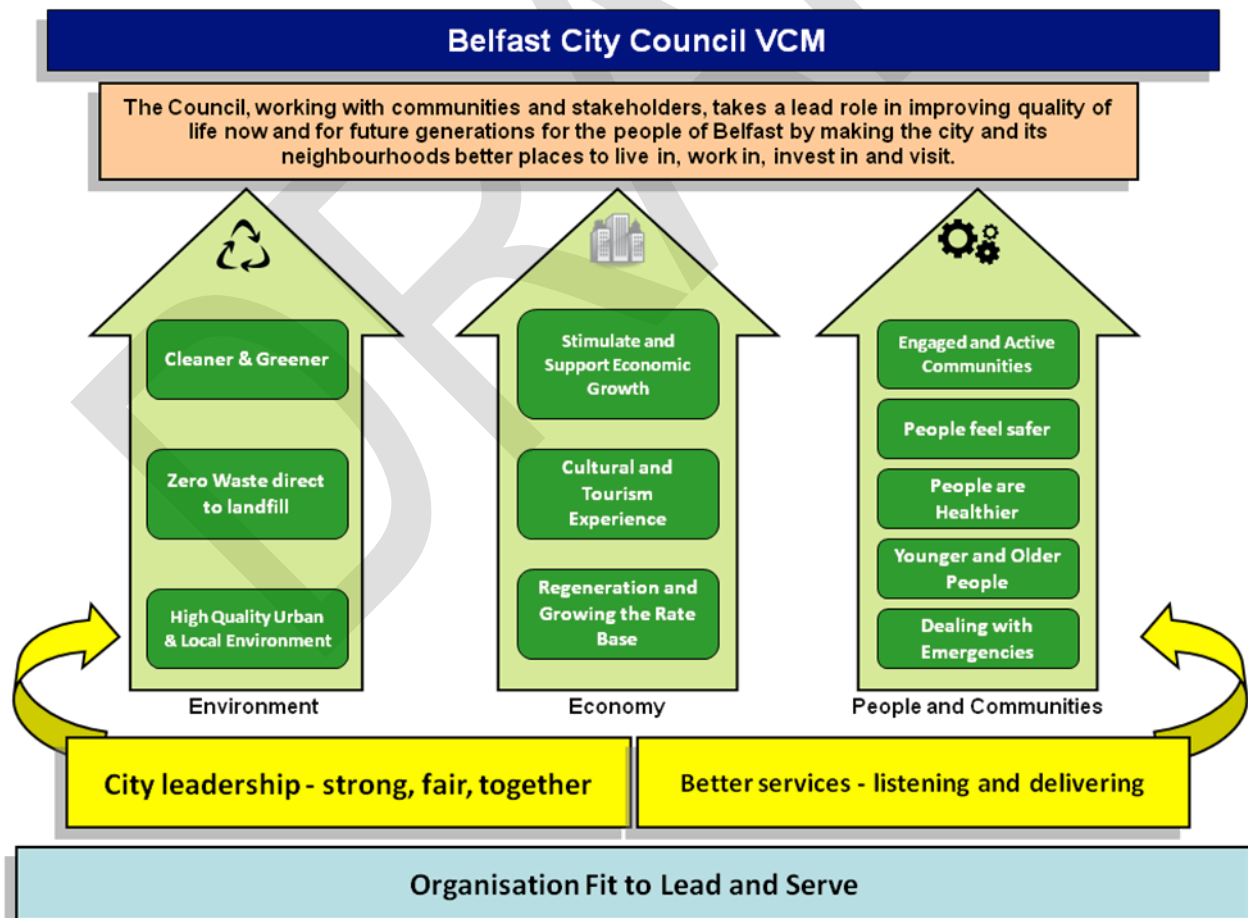 Belfast City Council VCM
The Council, working with communities and stakeholders, takes a lead role in improving quality of
life now and for future generations for the people of Belfast by making the city and its
neighbourhoods better places to live in, work in, invest in and visit.
Cleaner & Greener
Zero Waste direct
to landfill
High Quality Urban
& Local Environment
Environment
Stimulate and
Support Economic
Growth
Cultural and
Tourism
Experience
Regeneration and
Growing the Rate
Base
Economy
Engaged and Active
Communities
People feel safer
People are
Healthier
Younger and Older
People
Dealing with
Emergencies
People and Communities
City leadership - strong, fair, together
Better services - listening and delivering
Organisation Fit to Lead and Serve